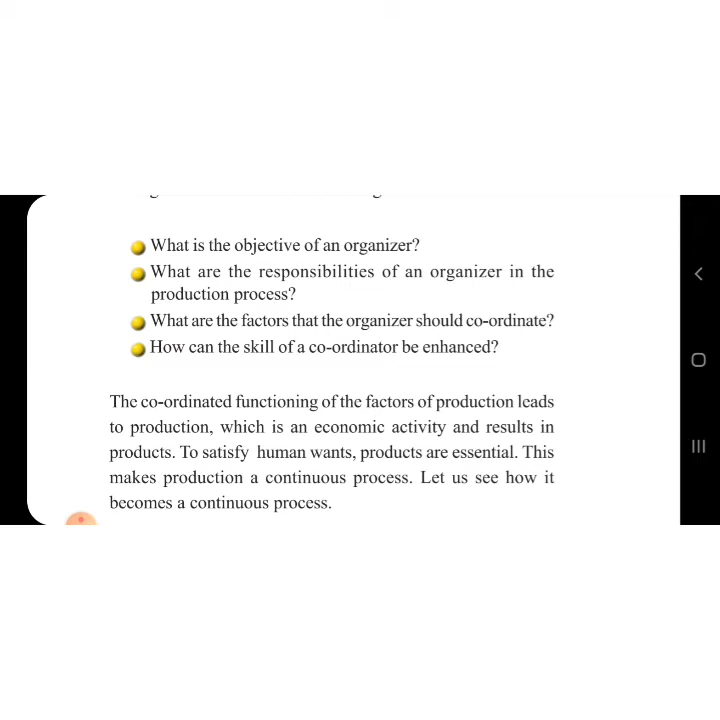 What is the objective of an organizer?
What are the responsibilities of an organizer in the
production process?
What are the factors that the organizer should co-ordinate?
How can the skill of a co-ordinator be enhanced?
The co-ordinated functioning of the factors of production leads
to production, which is an economic activity and results in
products. To satisfy human wants, products are essential. This
makes production a continuous process. Let us see how it
becomes a continuous process.